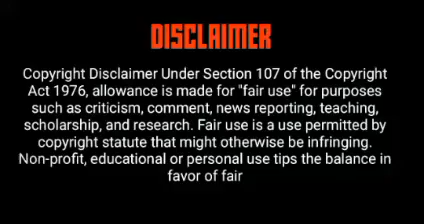 DISCLAIMER
Copyright Disclaimer Under Section 107 of the Copyright
Act 1976, allowance is made for "fair use" for purposes
such as criticism, comment, news reporting, teaching,
scholarship, and research. Fair use is a use permitted by
copyright statute that might otherwise be infringing.
Non-profit, educational or personal use tips the balance in
favor of fair